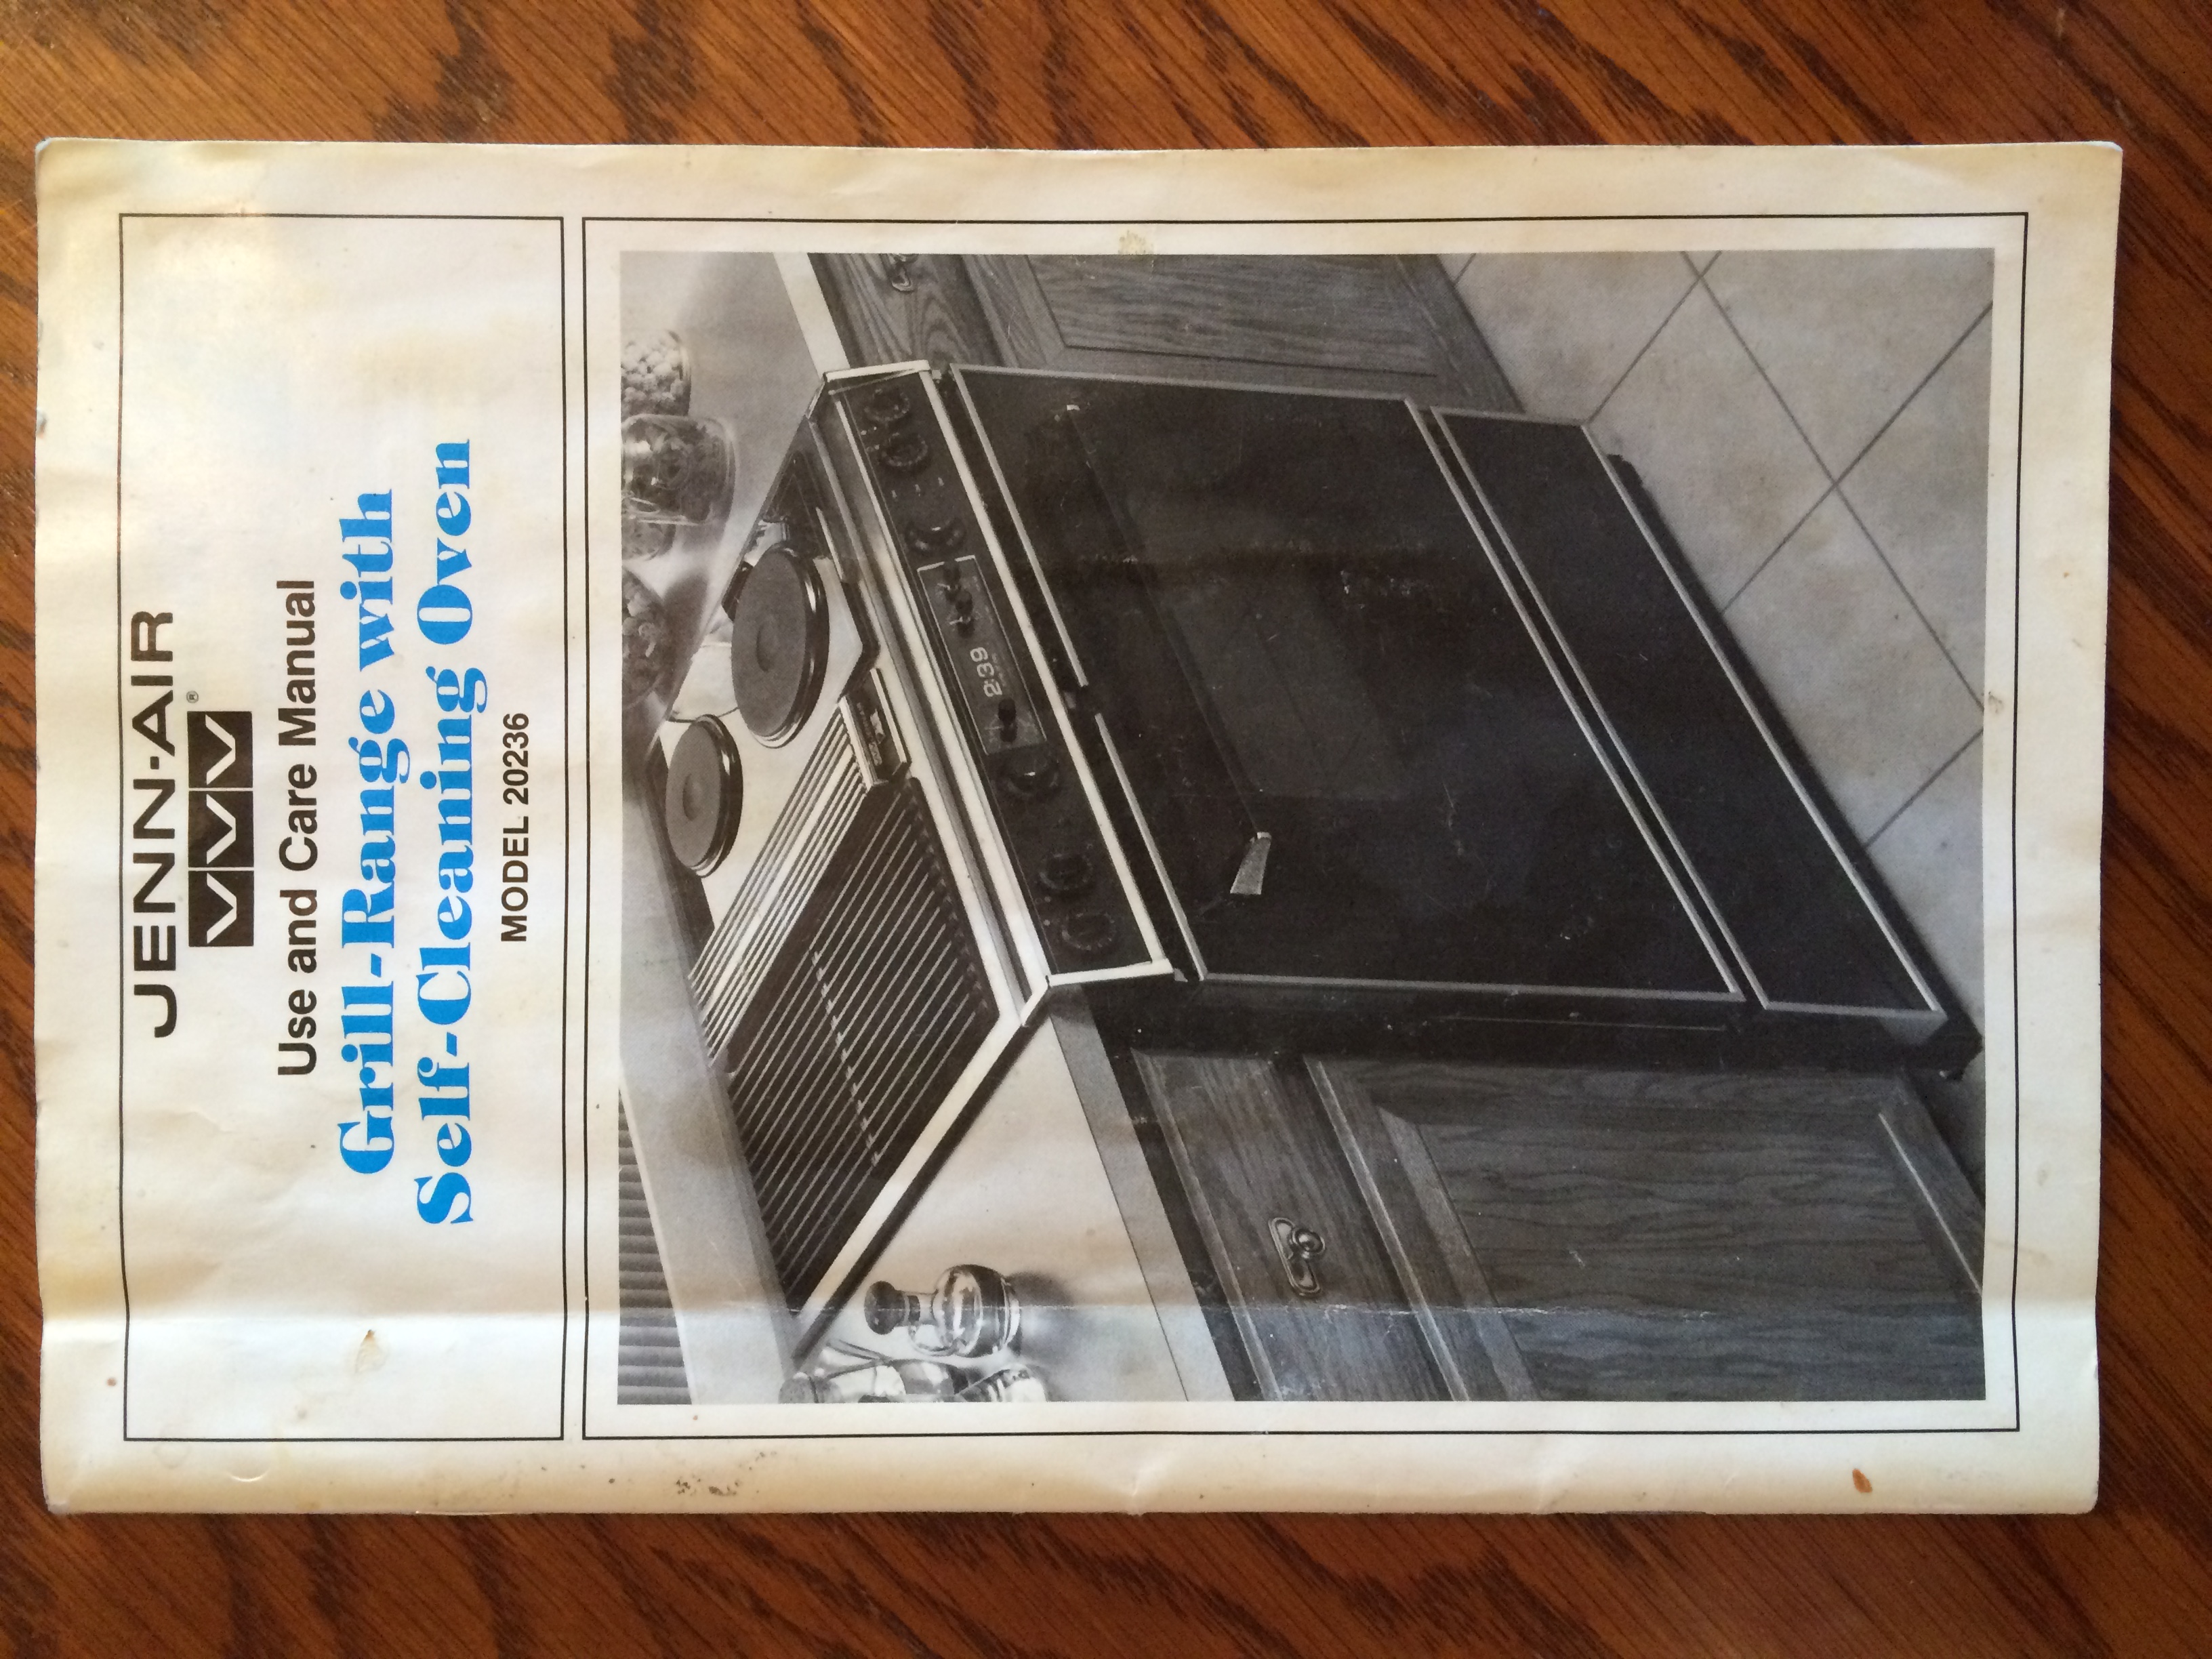 JENN-AIR
®
Use and Care Manual
Grill-Range with
Self-Cleaning Oven
MODEL 20236
2:39